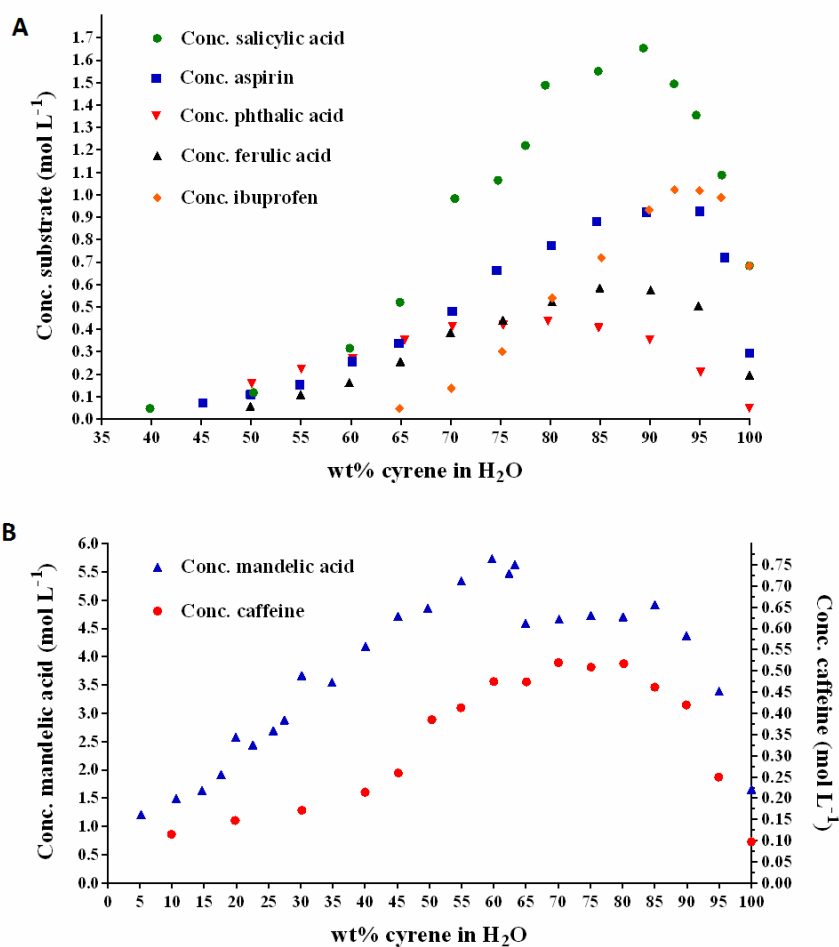 A
Conc. salicylic acid
Conc. aspirin
Conc. phthalic acid
Conc. ferulic acid
Conc. ibuprofen
Conc. substrate (mol L⁻¹)
1.7
1.6
1.5
1.4
1.3
1.2
1.1
1.0
0.9
0.8
0.7
0.6
0.5
0.4
0.3
0.2
0.1
0.0
35 40 45 50 55 60 65 70 75 80 85 90 95 100
wt% cyrene in H₂O
B
Conc. mandelic acid
Conc. caffeine
Conc. mandelic acid (mol L⁻¹)
6.0
5.5
5.0
4.5
4.0
3.5
3.0
2.5
2.0
1.5
1.0
0.5
0.0
Conc. caffeine (mol L⁻¹)
0.75
0.70
0.65
0.60
0.55
0.50
0.45
0.40
0.35
0.30
0.25
0.20
0.15
0.10
0.05
0.00
0 5 10 15 20 25 30 35 40 45 50 55 60 65 70 75 80 85 90 95 100
wt% cyrene in H₂O